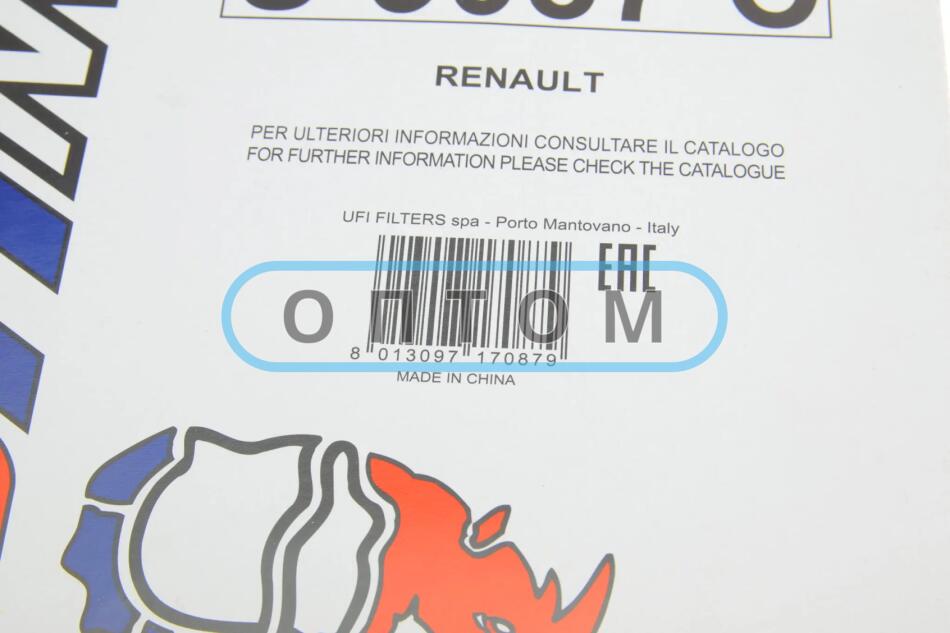 RENAULT
PER ULTERIORI INFORMAZIONI CONSULTARE IL CATALOGO
FOR FURTHER INFORMATION PLEASE CHECK THE CATALOGUE
UFI FILTERS spa - Porto Mantovano - Italy
EAC
ОПТОМ
8 013097 170879
MADE IN CHINA